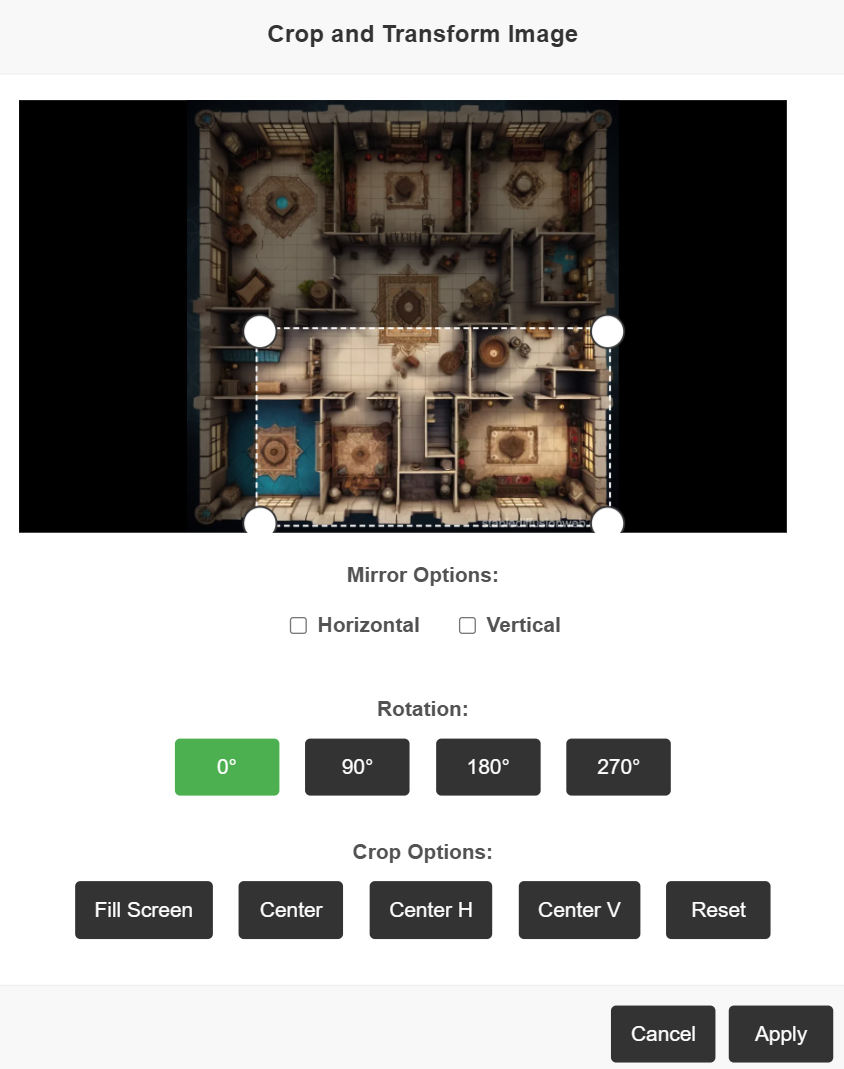 Crop and Transform Image
Mirror Options:
Horizontal Vertical
Rotation:
0° 90° 180° 270°
Crop Options:
Fill Screen Center Center H Center V Reset
Cancel Apply